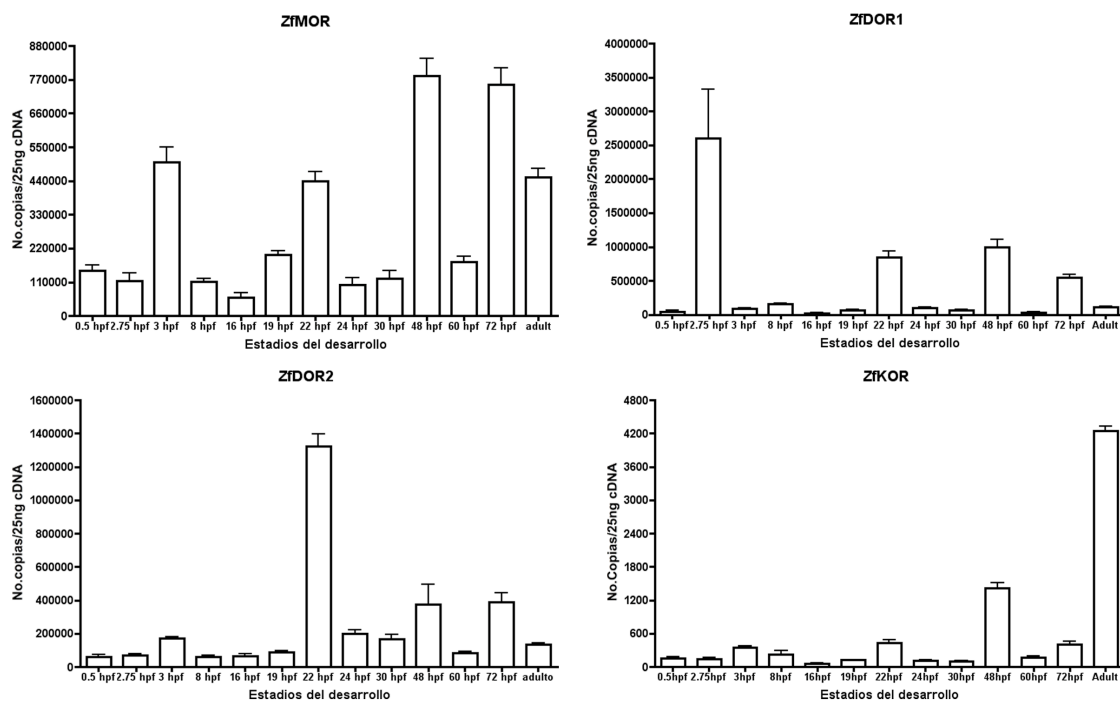 ZfMOR
No.copias/25ng cDNA
880000
770000
660000
550000
440000
330000
220000
110000
0
0.5 hpf 2.75 hpf 3 hpf 8 hpf 16 hpf 19 hpf 22 hpf 24 hpf 30 hpf 48 hpf 60 hpf 72 hpf adult
Estadios del desarrollo
ZfDOR1
No.copias/25ng cDNA
4000000
3500000
3000000
2500000
2000000
1500000
1000000
500000
0
0.5 hpf 2.75 hpf 3 hpf 8 hpf 16 hpf 19 hpf 22 hpf 24 hpf 30 hpf 48 hpf 60 hpf 72 hpf Adult
Estadios del desarrollo
ZfDOR2
No.copias/25ng cDNA
1600000
1400000
1200000
1000000
800000
600000
400000
200000
0
0.5 hpf 2.75 hpf 3 hpf 8 hpf 16 hpf 19 hpf 22 hpf 24 hpf 30 hpf 48 hpf 60 hpf 72 hpf adulto
Estadios del desarrollo
ZfKOR
No.Copias/25ng cDNA
4800
4200
3600
3000
2400
1800
1200
600
0
0.5hpf 2.75hpf 3hpf 8hpf 16hpf 19hpf 22hpf 24hpf 30hpf 48hpf 60hpf 72hpf Adult
Estadios del desarrollo